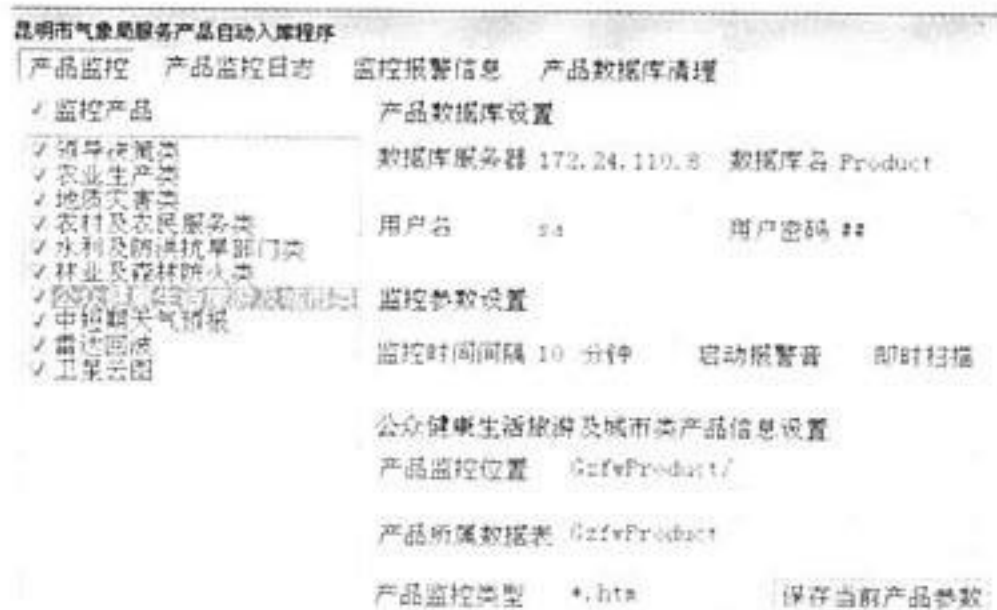 昆明市气象局服务产品自动入库程序
产品监控 产品监控日志 监控报警信息 产品数据库清理
✓ 监控产品
✓ 领导决策类
✓ 农业生产类
✓ 地质灾害类
✓ 农村及农民服务类
✓ 水利及防洪抗旱部门类
✓ 林业及森林防火类
✓
✓ 中短期天气预报
✓ 雷达回波
✓ 卫星云图
产品数据库设置
数据库服务器 172.24.110.8 数据库名 Product
用户名 sa 用户密码 ##
监控参数设置
监控时间间隔 10 分钟 启动报警音 即时扫描
公众健康生活旅游及城市类产品信息设置
产品监控位置 GzfwProduct/
产品所属数据表 GzfwProduct
产品监控类型 *.htm
保存当前产品参数